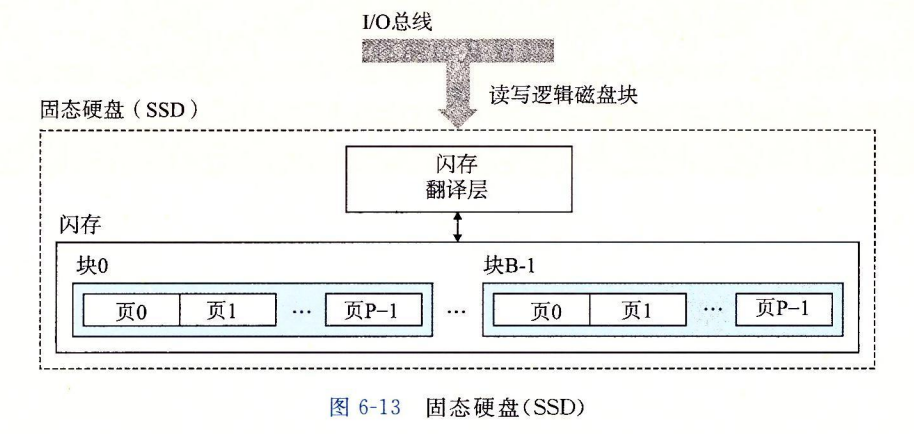 I/O总线
读写逻辑磁盘块
固态硬盘（SSD）
闪存
翻译层
闪存
块0 块B-1
页0 页1 … 页P–1 … 页0 页1 … 页P–1
图 6-13 固态硬盘(SSD)